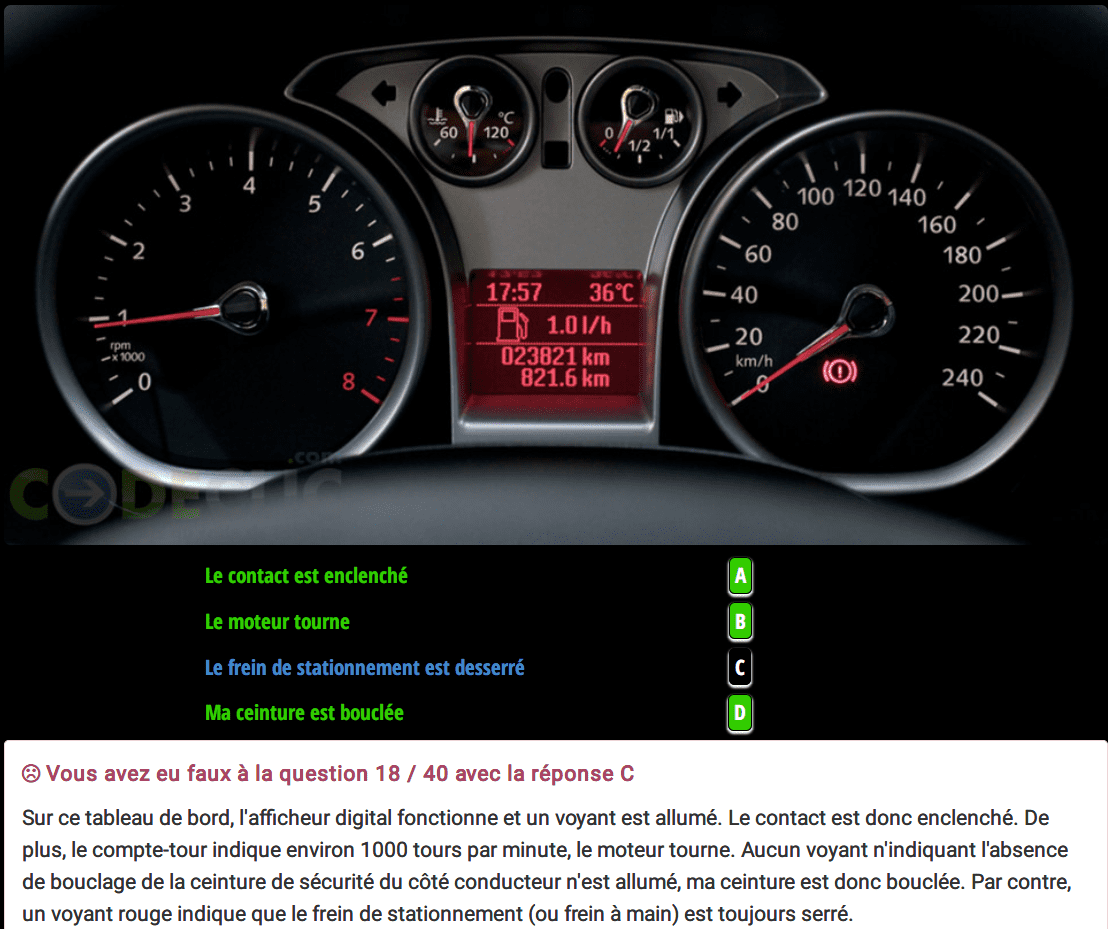 60 °C 120
0 1/2 1/1
0 1 2 3 4 5 6 7 8
rpm
x1000
17:57 36°C
1.0 l/h
023821 km
821.6 km
0 20 40 60 80 100 120 140 160 180 200 220 240
km/h
CODECLIC
.com
Le contact est enclenché A
Le moteur tourne B
Le frein de stationnement est desserré C
Ma ceinture est bouclée D
Vous avez eu faux à la question 18 / 40 avec la réponse C
Sur ce tableau de bord, l'afficheur digital fonctionne et un voyant est allumé. Le contact est donc enclenché. De
plus, le compte-tour indique environ 1000 tours par minute, le moteur tourne. Aucun voyant n'indiquant l'absence
de bouclage de la ceinture de sécurité du côté conducteur n'est allumé, ma ceinture est donc bouclée. Par contre,
un voyant rouge indique que le frein de stationnement (ou frein à main) est toujours serré.